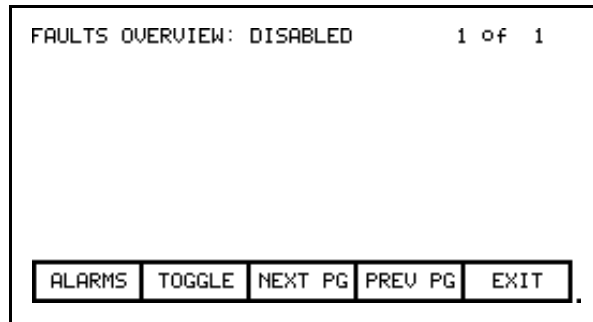 FAULTS OVERVIEW: DISABLED 1 of 1
ALARMS TOGGLE NEXT PG PREV PG EXIT.